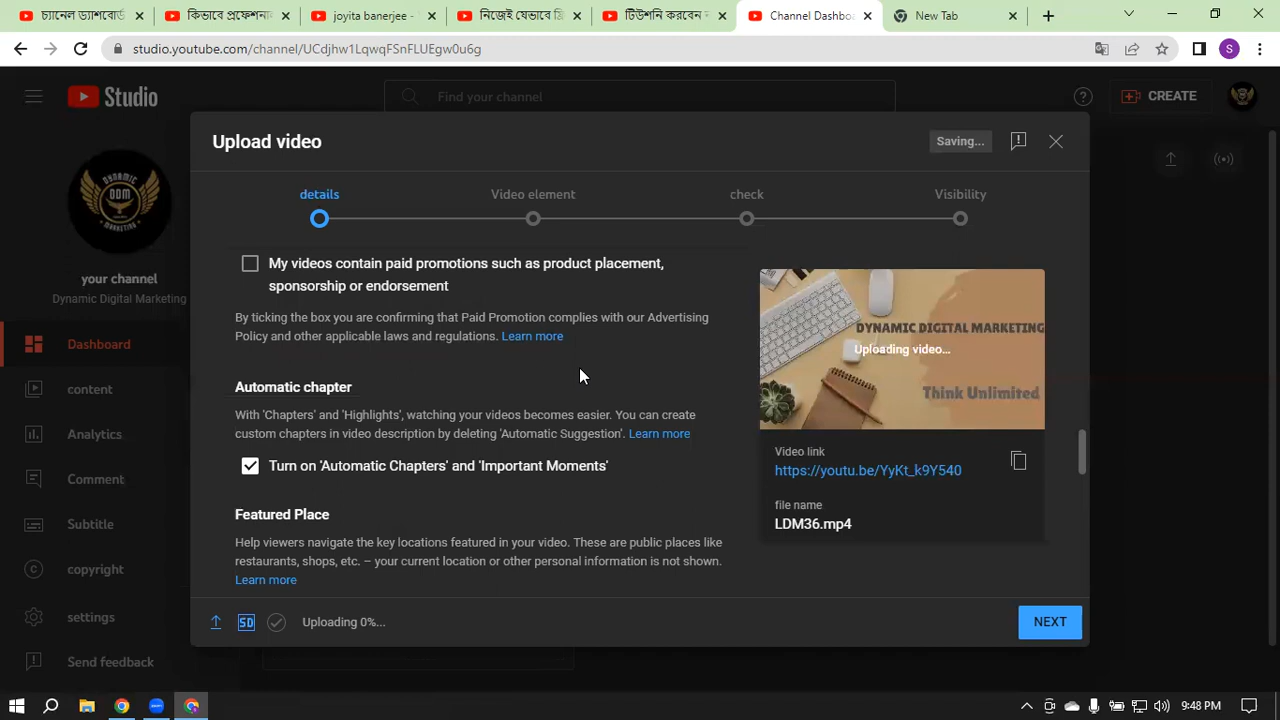 চ্যানেল ড্যাশবোর্ড
কিভাবে প্রফেশনাল
joyita banerjee -
নিজেই যেভাবে ফ্রি
টিউশনি করবেন
Channel Dashboa
New Tab
studio.youtube.com/channel/UCdjhw1LqwqFSnFLUEgw0u6g
S
Studio
Find your channel
CREATE
Upload video
Saving...
details
Video element
check
Visibility
DYNAMIC
DDM
MARKETING
your channel
Dynamic Digital Marketing
Dashboard
content
Analytics
Comment
Subtitle
copyright
settings
Send feedback
My videos contain paid promotions such as product placement,
sponsorship or endorsement
By ticking the box you are confirming that Paid Promotion complies with our Advertising
Policy and other applicable laws and regulations. Learn more
Automatic chapter
With 'Chapters' and 'Highlights', watching your videos becomes easier. You can create
custom chapters in video description by deleting 'Automatic Suggestion'. Learn more
Turn on 'Automatic Chapters' and 'Important Moments'
Featured Place
Help viewers navigate the key locations featured in your video. These are public places like
restaurants, shops, etc. – your current location or other personal information is not shown.
Learn more
DYNAMIC DIGITAL MARKETING
Uploading video...
Think Unlimited
Video link
https://youtu.be/YyKt_k9Y540
file name
LDM36.mp4
SD
Uploading 0%...
NEXT
9:48 PM